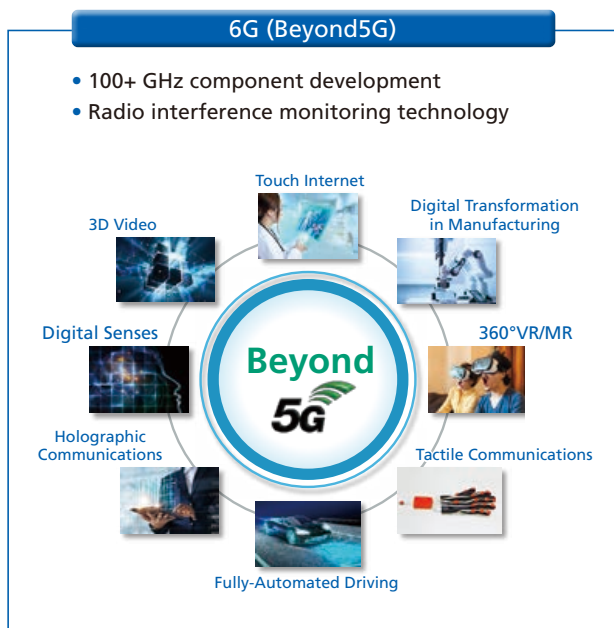 6G (Beyond5G)
• 100+ GHz component development
• Radio interference monitoring technology
Touch Internet
Digital Transformation
in Manufacturing
3D Video
Digital Senses
360°VR/MR
Beyond
5G
Holographic
Communications
Tactile Communications
Fully-Automated Driving